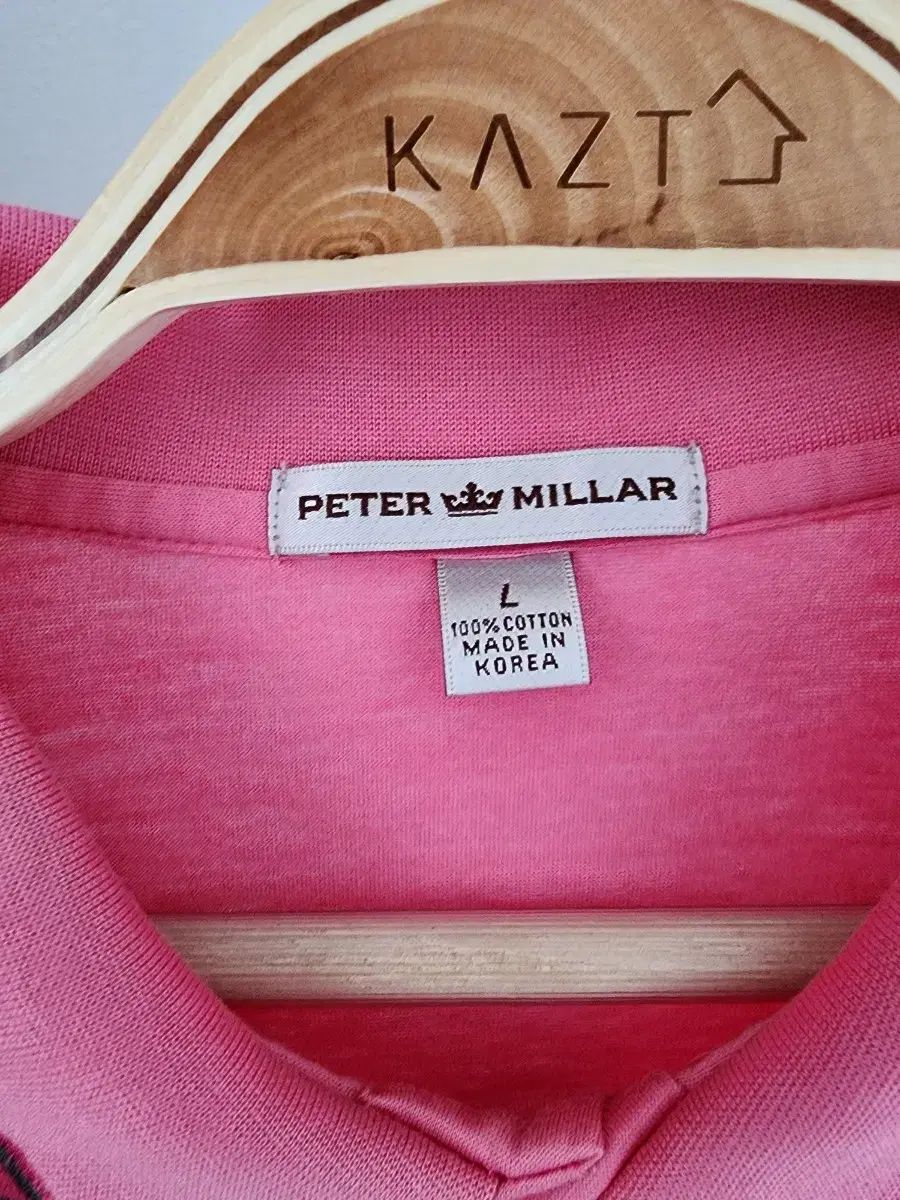 KAZT
PETER MILLAR
L
100% COTTON
MADE IN
KOREA